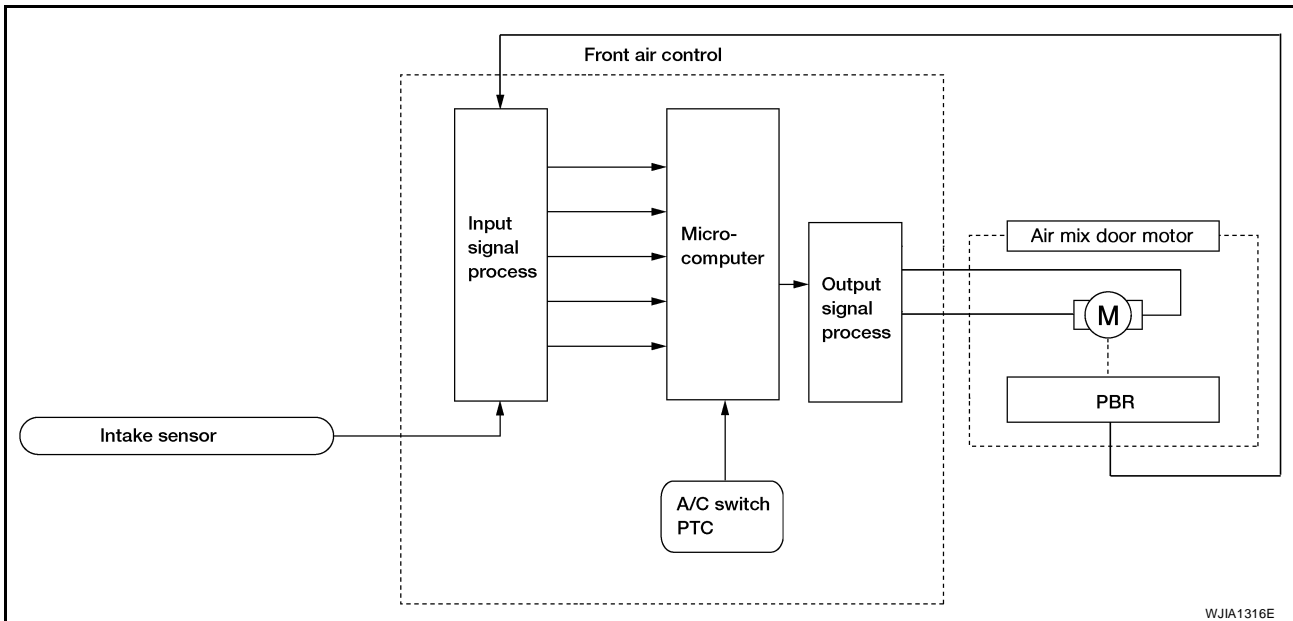 Front air control
Input
signal
process
Micro-
computer
Output
signal
process
Air mix door motor
M
PBR
Intake sensor
A/C switch
PTC
WJIA1316E